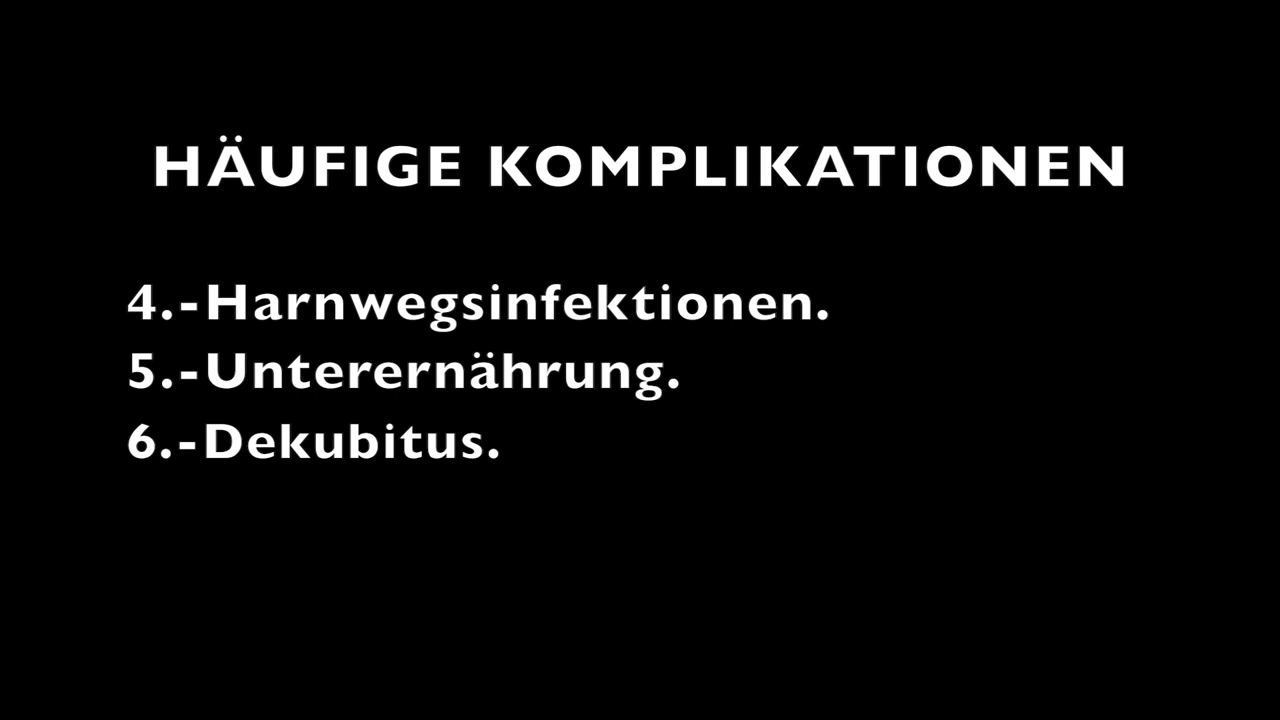 HÄUFIGE KOMPLIKATIONEN
4.-Harnwegsinfektionen.
5.-Unterernährung.
6.-Dekubitus.